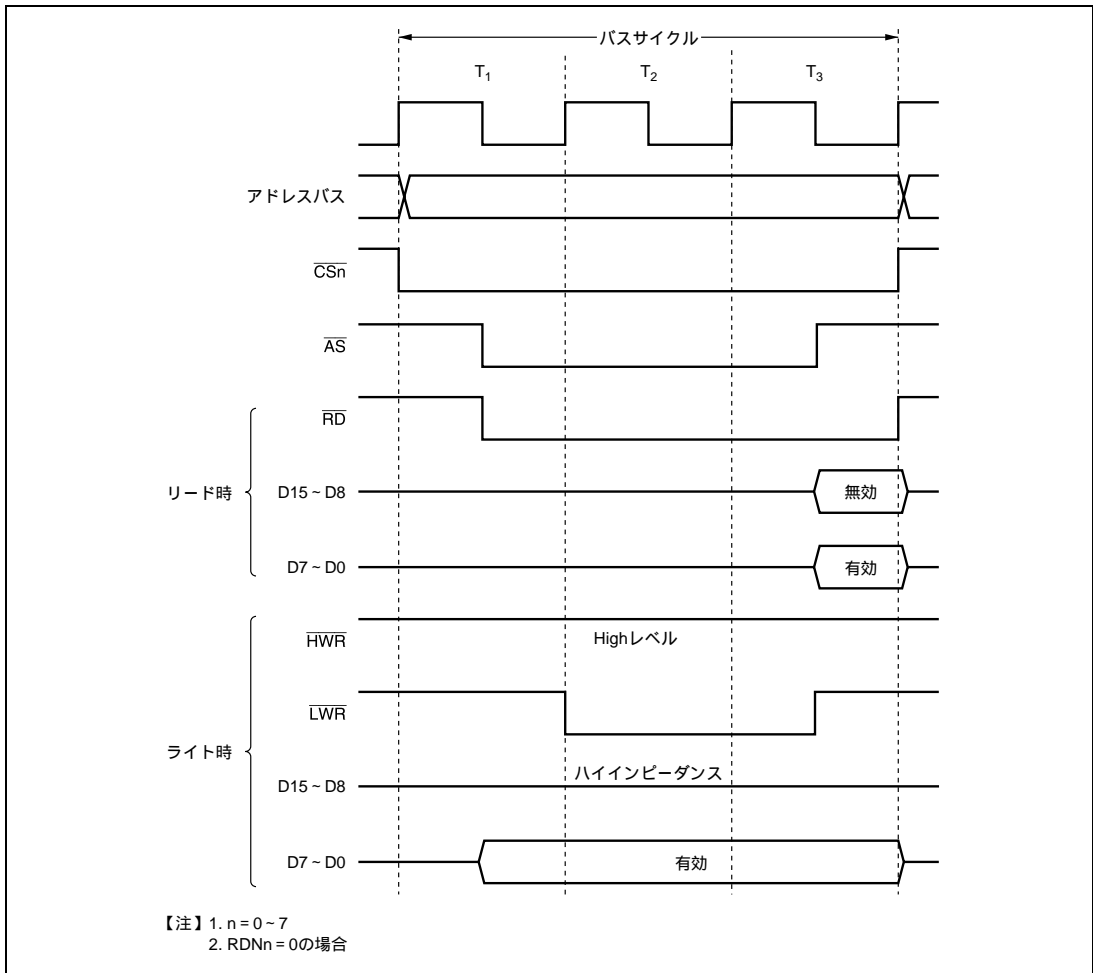 バスサイクル
T1 T2 T3
アドレスバス
CSn
AS
RD
リード時
D15 ~ D8 無効
D7 ~ D0 有効
HWR Highレベル
LWR
ライト時
ハイインピーダンス
D15 ~ D8
D7 ~ D0 有効
【注】1. n = 0 ~ 7
2. RDNn = 0の場合